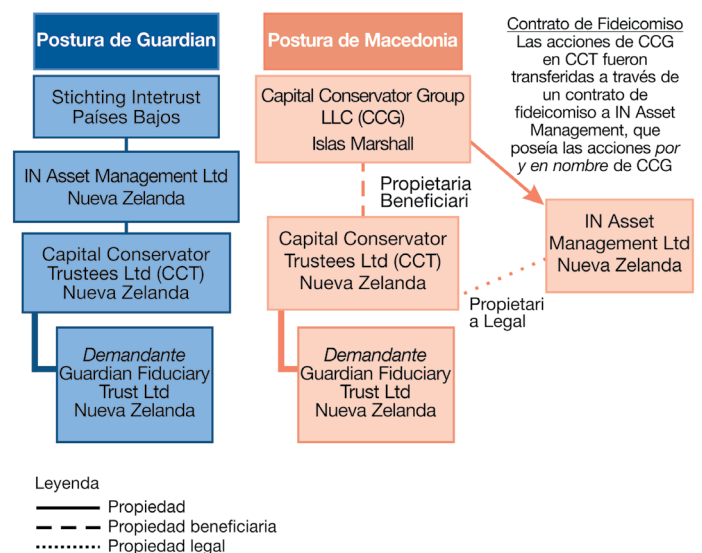 Postura de Guardian
Stichting Intetrust
Países Bajos
IN Asset Management Ltd
Nueva Zelanda
Capital Conservator
Trustees Ltd (CCT)
Nueva Zelanda
Demandante
Guardian Fiduciary
Trust Ltd
Nueva Zelanda
Postura de Macedonia
Capital Conservator Group
LLC (CCG)
Islas Marshall
Propietaria
Beneficiari
Capital Conservator
Trustees Ltd (CCT)
Nueva Zelanda
Demandante
Guardian Fiduciary
Trust Ltd
Nueva Zelanda
Contrato de Fideicomiso
Las acciones de CCG
en CCT fueron
transferidas a través de
un contrato de
fideicomiso a IN Asset
Management, que
poseía las acciones por
y en nombre de CCG
IN Asset
Management Ltd
Nueva Zelanda
Propietari
a Legal
Leyenda
Propiedad
Propiedad beneficiaria
Propiedad legal